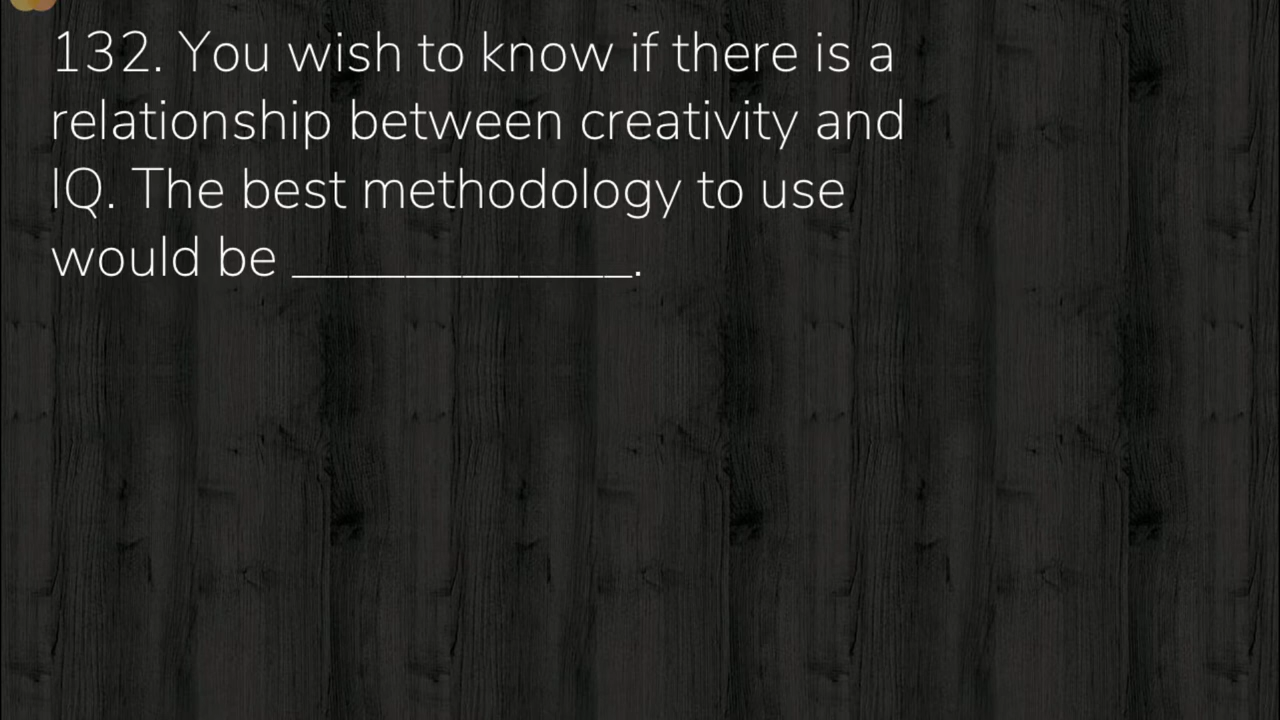 132. You wish to know if there is a
relationship between creativity and
IQ. The best methodology to use
would be _____________.